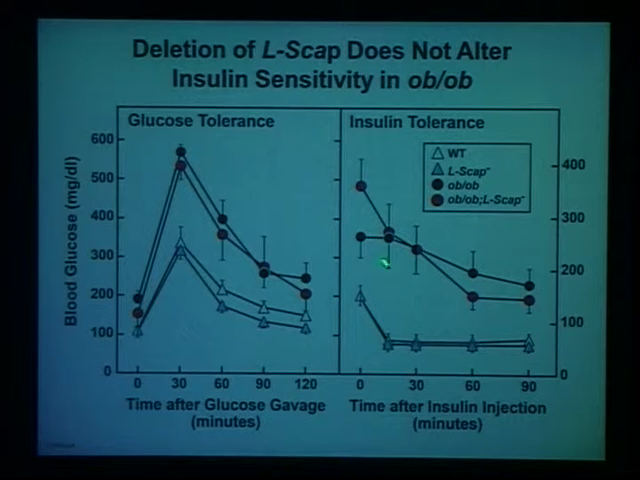 Deletion of L-Scap Does Not Alter
Insulin Sensitivity in ob/ob
Glucose Tolerance
Insulin Tolerance
WT
L-Scap-
ob/ob
ob/ob;L-Scap-
Blood Glucose (mg/dl)
600
500
400
300
200
100
0
400
300
200
100
0
0 30 60 90 120
0 15 30 60 90
Time after Glucose Gavage
(minutes)
Time after Insulin Injection
(minutes)